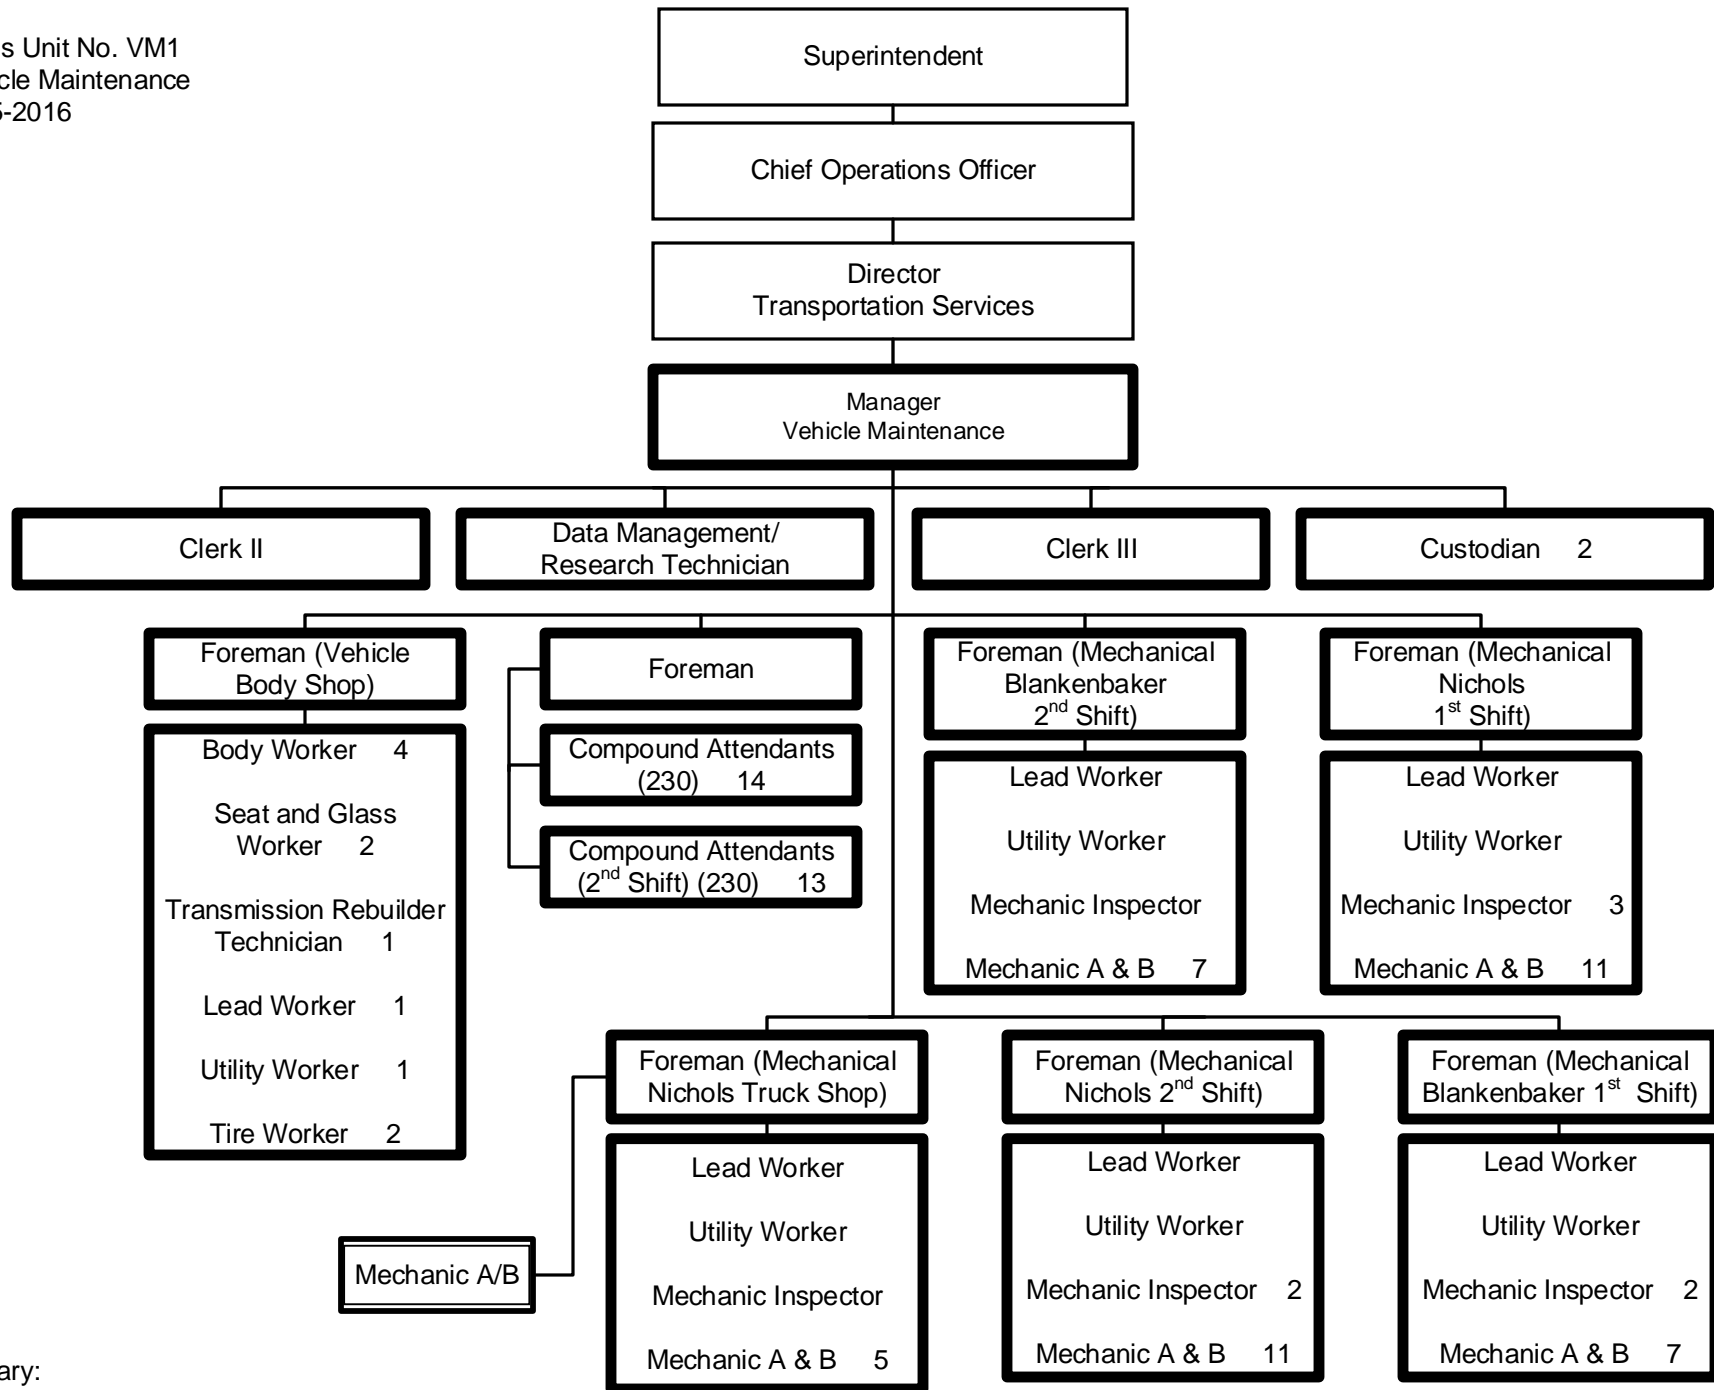 s Unit No. VM1
cle Maintenance
-2016
Superintendent
Chief Operations Officer
Director
Transportation Services
Manager
Vehicle Maintenance
Clerk II
Data Management/
Research Technician
Clerk III
Custodian 2
Foreman (Vehicle
Body Shop)
Body Worker 4
Seat and Glass
Worker 2
Transmission Rebuilder
Technician 1
Lead Worker 1
Utility Worker 1
Tire Worker 2
Foreman
Compound Attendants
(230) 14
Compound Attendants
(2nd Shift) (230) 13
Foreman (Mechanical
Blankenbaker
2nd Shift)
Lead Worker
Utility Worker
Mechanic Inspector
Mechanic A & B 7
Foreman (Mechanical
Nichols
1st Shift)
Lead Worker
Utility Worker
Mechanic Inspector 3
Mechanic A & B 11
Foreman (Mechanical
Nichols Truck Shop)
Mechanic A/B
Lead Worker
Utility Worker
Mechanic Inspector
Mechanic A & B 5
Foreman (Mechanical
Nichols 2nd Shift)
Lead Worker
Utility Worker
Mechanic Inspector 2
Mechanic A & B 11
Foreman (Mechanical
Blankenbaker 1st Shift)
Lead Worker
Utility Worker
Mechanic Inspector 2
Mechanic A & B 7
ary: